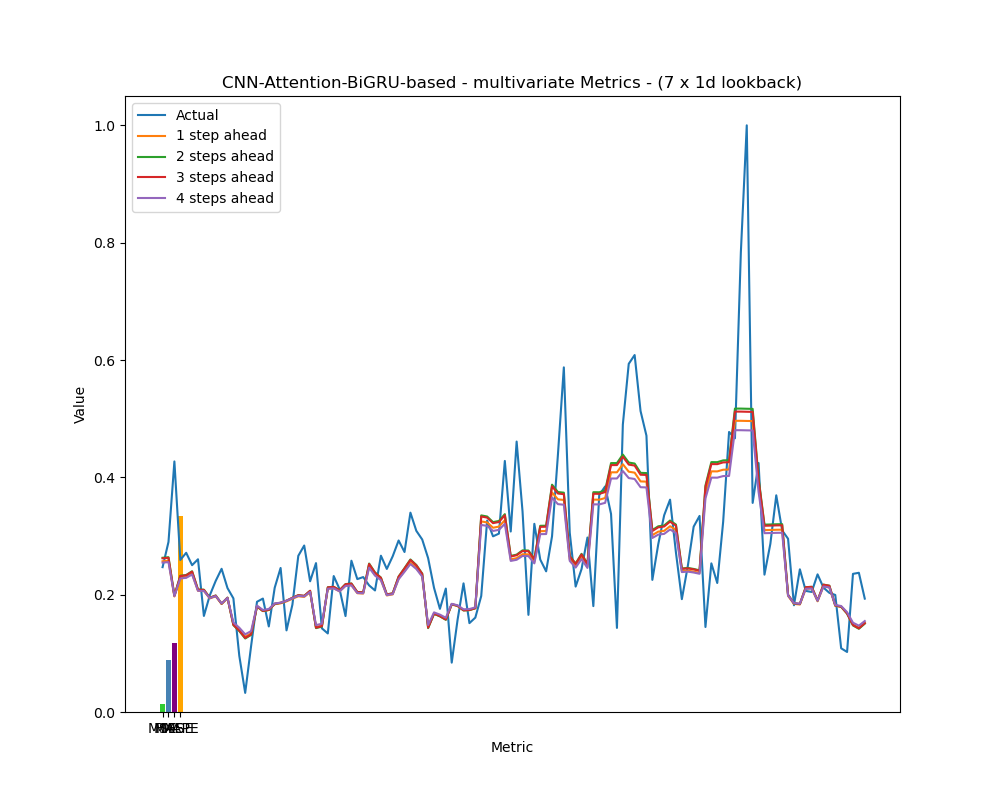 CNN-Attention-BiGRU-based - multivariate Metrics - (7 x 1d lookback)
Actual
1 step ahead
2 steps ahead
3 steps ahead
4 steps ahead
1.0
0.8
0.6
0.4
0.2
0.0
Value
Metric